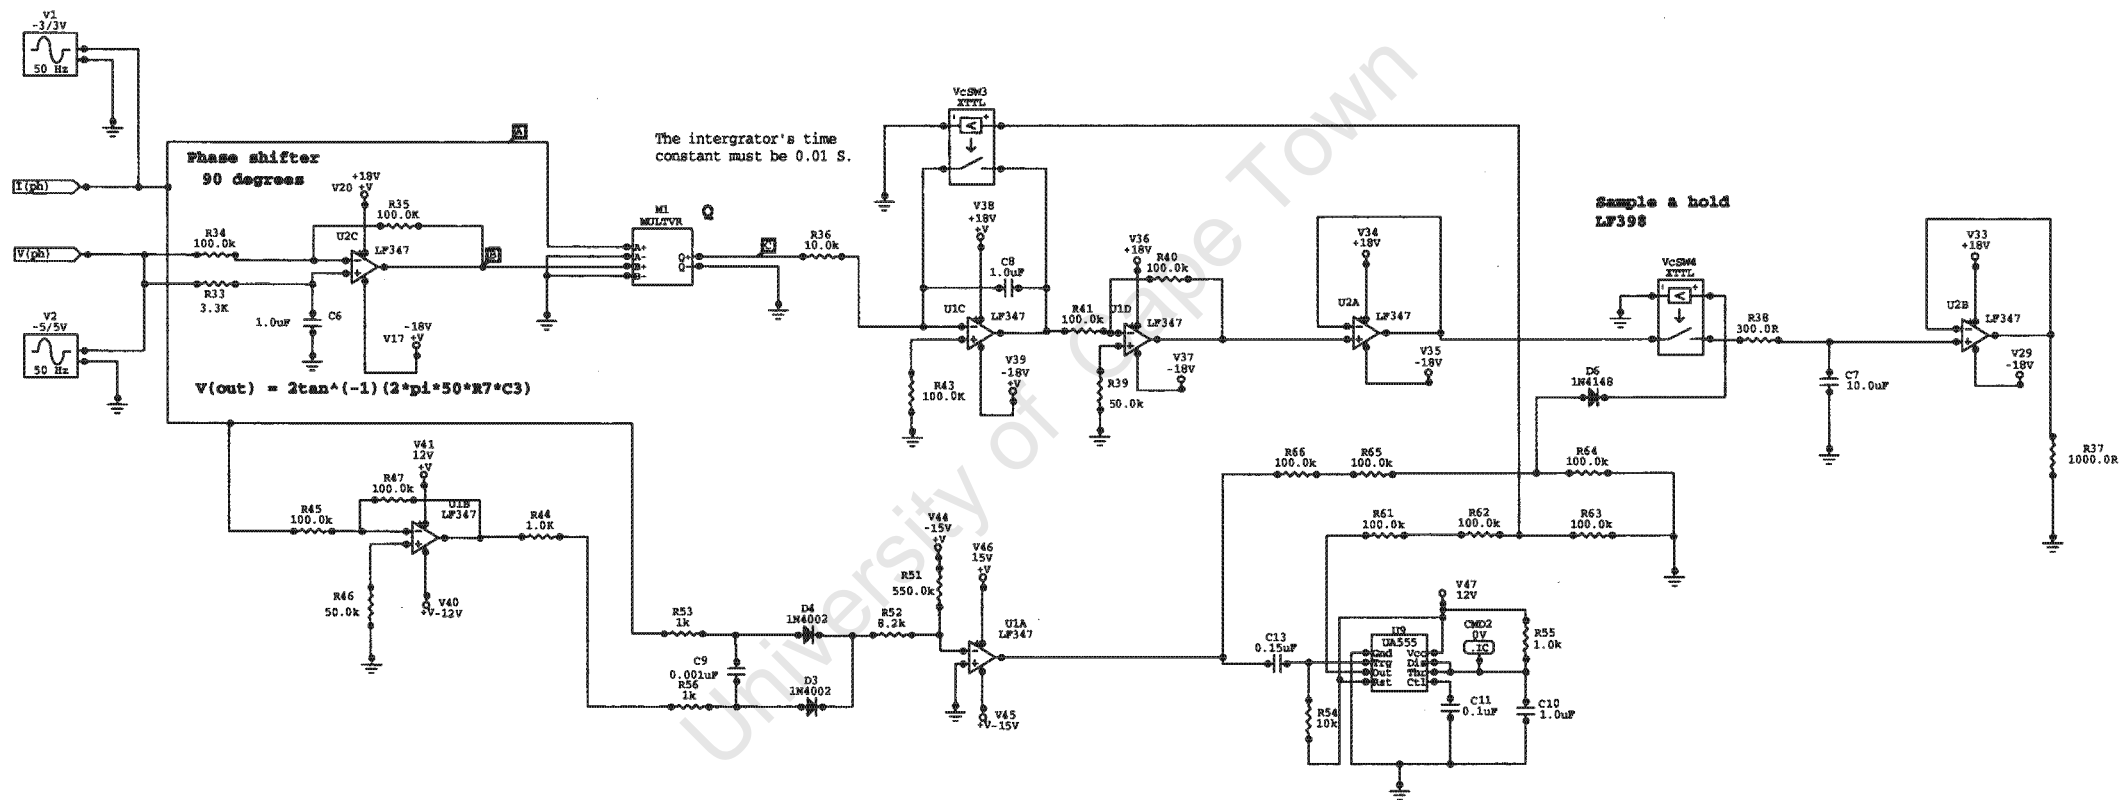 V1
-3/3V
50 Hz
I(ph)
V(ph)
V2
-5/5V
50 Hz
Phase shifter
90 degrees
A
+18V
V20 +V
R35
100.0K
R34
100.0k
U2C
LF347
B
R33
3.3K
1.0uF
C6
-18V
+V
V17
V(out) = 2tan^(-1)(2*pi*50*R7*C3)
The intergrator's time
constant must be 0.01 S.
M1
MULTVR
Q
A+
A-
B+
B-
Q+
Q-
C
R36
10.0k
VcSW3
XTTL
V38
+18V
+V
C8
1.0uF
U1C
LF347
V39
-18V
+V
R43
100.0K
R41
100.0k
V36
+18V
R40
100.0k
U1D
LF347
V37
-18V
R39
50.0k
V34
+18V
U2A
LF347
V35
-18V
Sample & hold
LF398
VcSW4
XTTL
R38
300.0R
D6
1N4148
C7
10.0uF
V33
+18V
U2B
LF347
V29
-18V
R37
1000.0R
V41
12V
+V
R47
100.0k
U1B
LF347
R45
100.0k
R44
1.0K
R46
50.0k
V40
+V-12V
R53
1k
C9
0.001uF
R56
1k
D4
1N4002
D3
1N4002
R52
8.2k
V44
-15V
+V
R51
550.0k
V46
15V
+V
U1A
LF347
V45
+V-15V
R66
100.0k
R65
100.0k
R64
100.0k
R61
100.0k
R62
100.0k
R63
100.0k
V47
12V
C13
0.15uF
R54
10k
U9
UA555
Gnd
Trg
Out
Rst
Vcc
Dis
Thr
Ctl
CMD2
0V
.IC
R55
1.0k
C11
0.1uF
C10
1.0uF
University of Cape Town